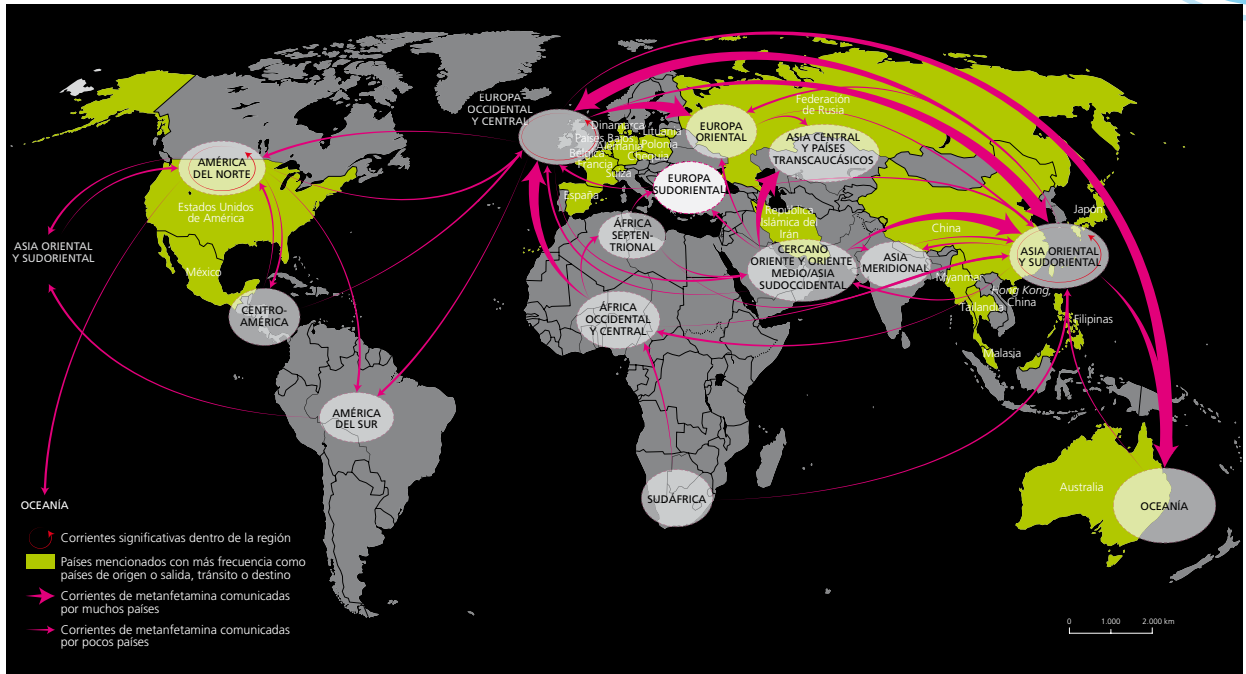 EUROPA
OCCIDENTAL
Y CENTRAL
Dinamarca
Lituania
Países Bajos
Alemania
Polonia
Bélgica
Chequia
Francia
Suiza
España
EUROPA
ORIENTAL
Federación
de Rusia
ASIA CENTRAL
Y PAÍSES
TRANSCAUCÁSICOS
EUROPA
SUDORIENTAL
AMÉRICA
DEL NORTE
Estados Unidos
de América
México
ASIA ORIENTAL
Y SUDORIENTAL
CENTRO-
AMÉRICA
ÁFRICA
SEPTEN-
TRIONAL
República
Islámica del
Irán
CERCANO
ORIENTE Y ORIENTE
MEDIO/ASIA
SUDOCCIDENTAL
ASIA
MERIDIONAL
China
Japón
ASIA ORIENTAL
Y SUDORIENTAL
Myanmar
Hong Kong,
China
Tailandia
Filipinas
Malasia
ÁFRICA
OCCIDENTAL
Y CENTRAL
AMÉRICA
DEL SUR
SUDÁFRICA
Australia
OCEANÍA
OCEANÍA
Corrientes significativas dentro de la región
Países mencionados con más frecuencia como
países de origen o salida, tránsito o destino
Corrientes de metanfetamina comunicadas
por muchos países
Corrientes de metanfetamina comunicadas
por pocos países
0 1.000 2.000 km